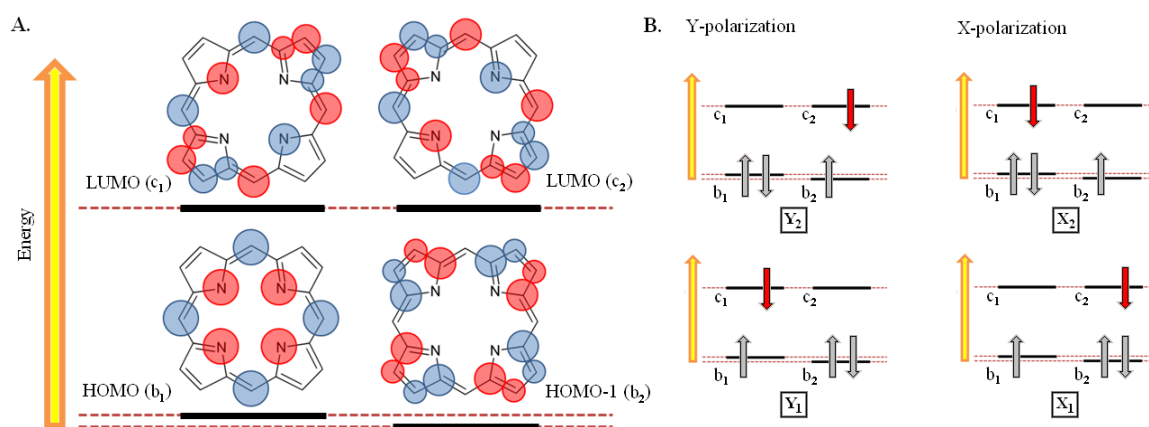 A.
N
N
N
N
LUMO (c1)
N
N
N
N
LUMO (c2)
Energy
N
N
N
N
HOMO (b1)
N
N
N
N
HOMO-1 (b2)
B.
Y-polarization
X-polarization
c1
c2
b1
b2
Y2
c1
c2
b1
b2
X2
c1
c2
b1
b2
Y1
c1
c2
b1
b2
X1